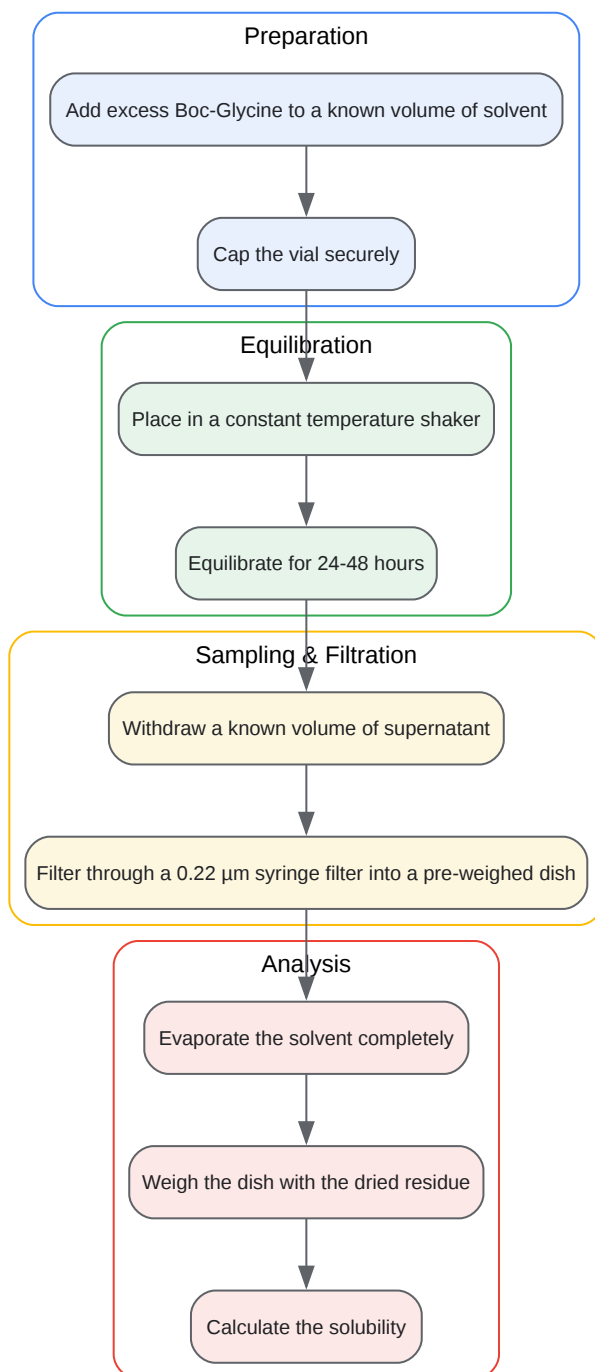 Preparation
Add excess Boc-Glycine to a known volume of solvent
Cap the vial securely
Equilibration
Place in a constant temperature shaker
Equilibrate for 24-48 hours
Sampling & Filtration
Withdraw a known volume of supernatant
Filter through a 0.22 µm syringe filter into a pre-weighed dish
Analysis
Evaporate the solvent completely
Weigh the dish with the dried residue
Calculate the solubility